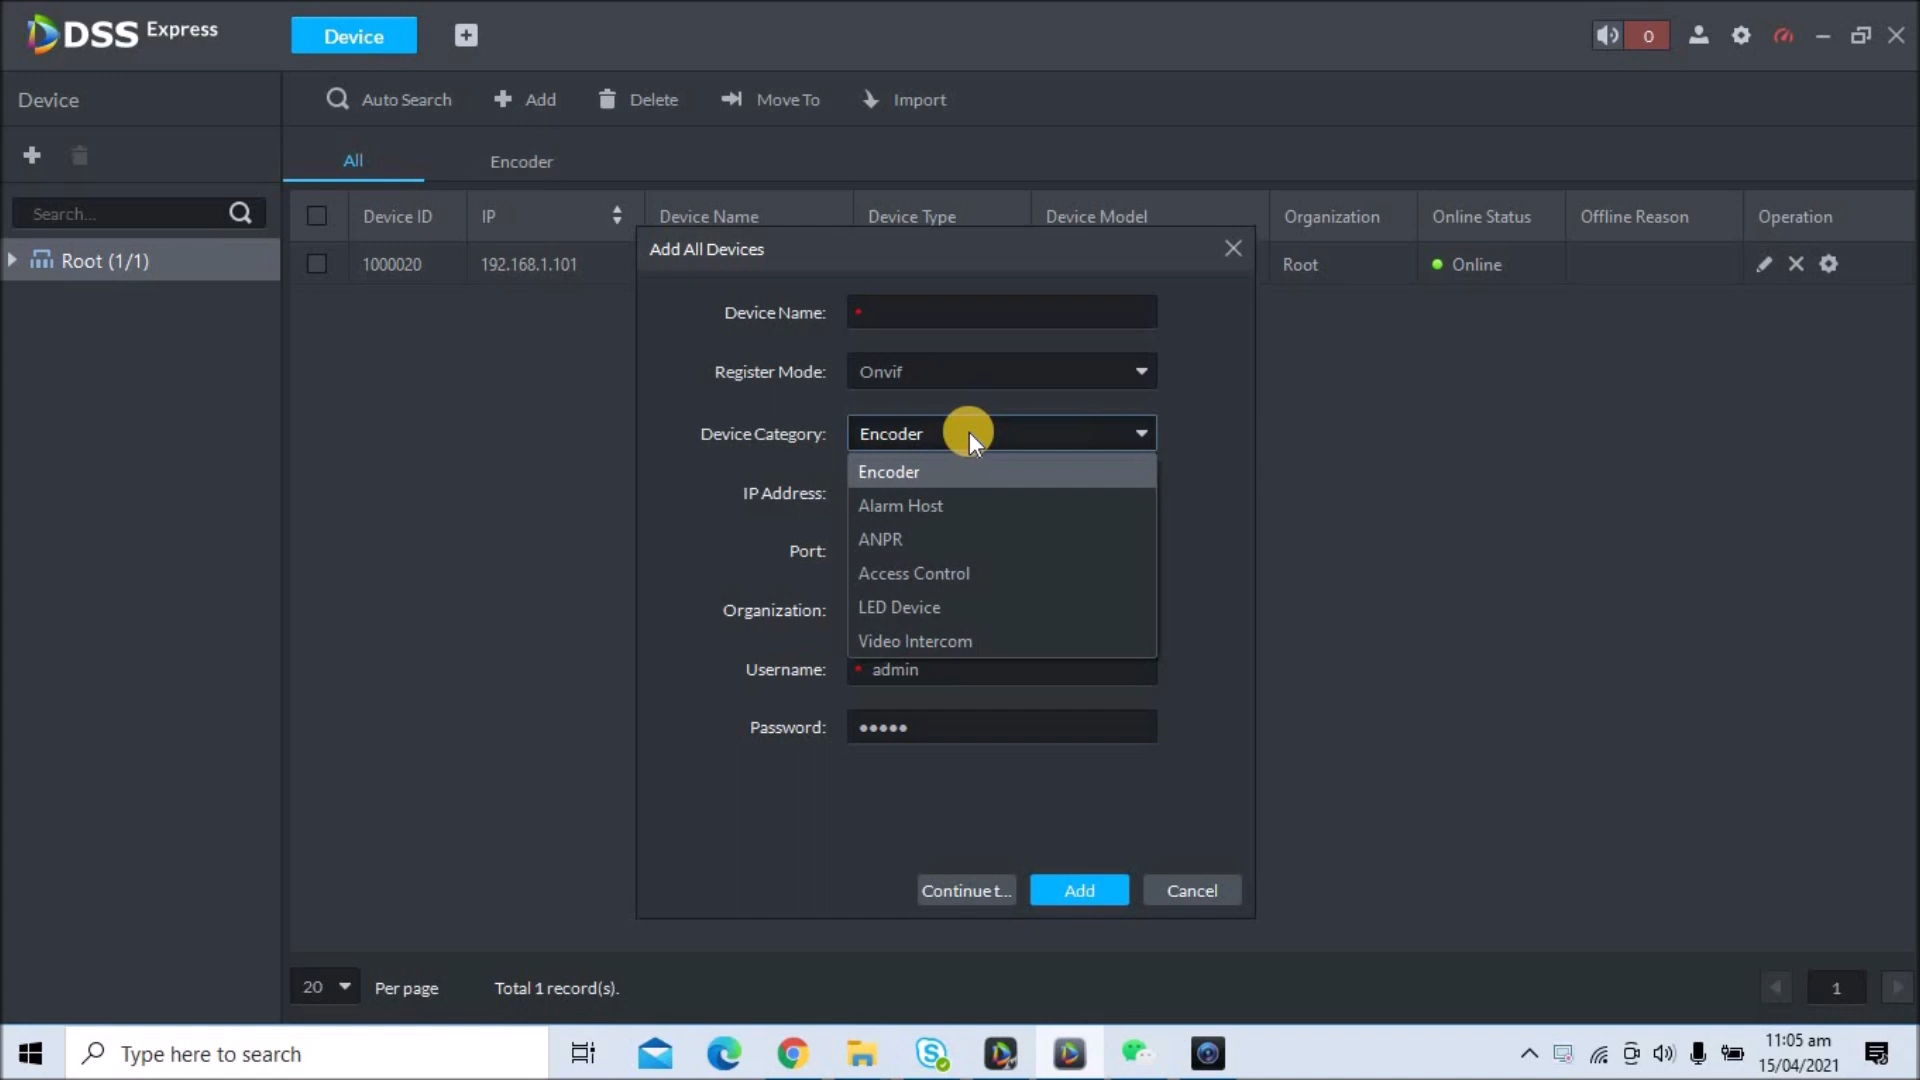 DSS Express
Device
0
Device
Auto Search
Add
Delete
Move To
Import
All
Encoder
Search...
Device ID
IP
Device Name
Device Type
Device Model
Organization
Online Status
Offline Reason
Operation
Root (1/1)
1000020
192.168.1.101
Root
Online
Add All Devices
Device Name: *
Register Mode: Onvif
Device Category: Encoder
Encoder
Alarm Host
ANPR
Access Control
LED Device
Video Intercom
IP Address:
Port:
Organization:
Username: * admin
Password: •••••
Continue t...
Add
Cancel
20
Per page
Total 1 record(s).
1
Type here to search
11:05 am
15/04/2021